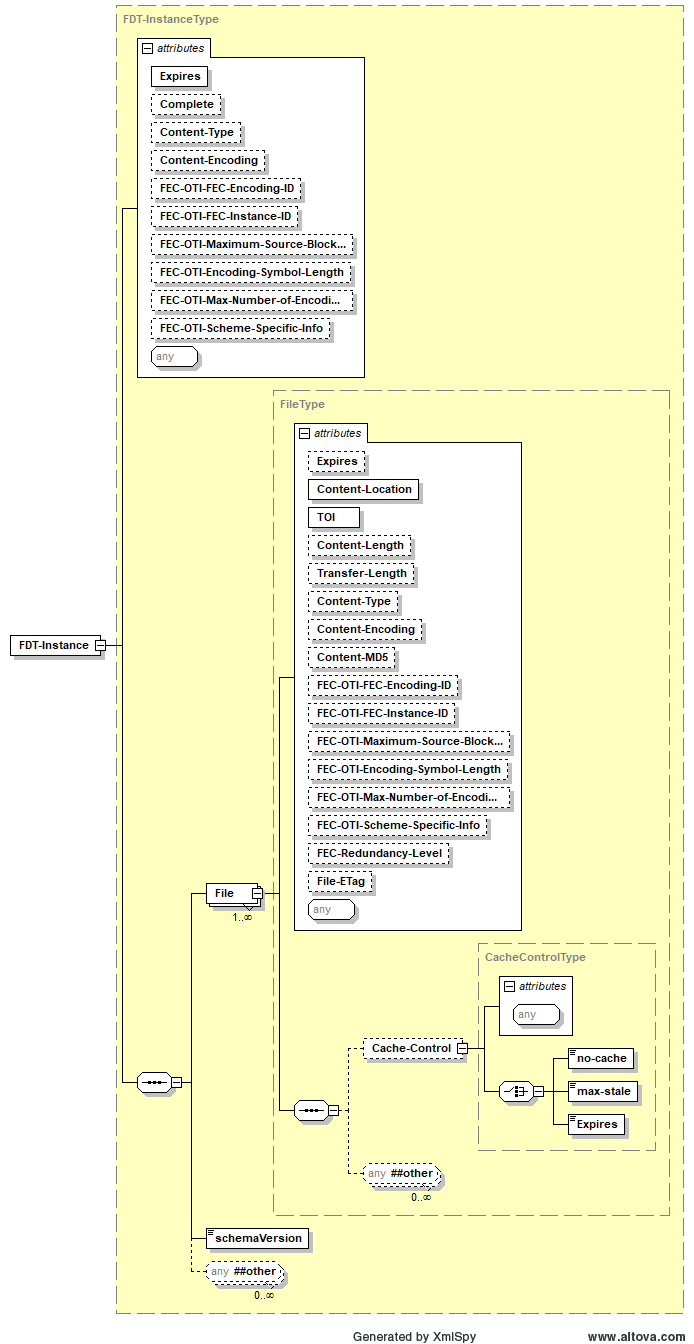 FDT-InstanceType
attributes
Expires
Complete
Content-Type
Content-Encoding
FEC-OTI-FEC-Encoding-ID
FEC-OTI-FEC-Instance-ID
FEC-OTI-Maximum-Source-Block...
FEC-OTI-Encoding-Symbol-Length
FEC-OTI-Max-Number-of-Encodi...
FEC-OTI-Scheme-Specific-Info
any
FileType
attributes
Expires
Content-Location
TOI
Content-Length
Transfer-Length
Content-Type
Content-Encoding
Content-MD5
FEC-OTI-FEC-Encoding-ID
FEC-OTI-FEC-Instance-ID
FEC-OTI-Maximum-Source-Block...
FEC-OTI-Encoding-Symbol-Length
FEC-OTI-Max-Number-of-Encodi...
FEC-OTI-Scheme-Specific-Info
FEC-Redundancy-Level
File-ETag
any
FDT-Instance
File
1..∞
CacheControlType
attributes
any
Cache-Control
no-cache
max-stale
Expires
any ##other
0..∞
schemaVersion
any ##other
0..∞
Generated by XmlSpy www.altova.com